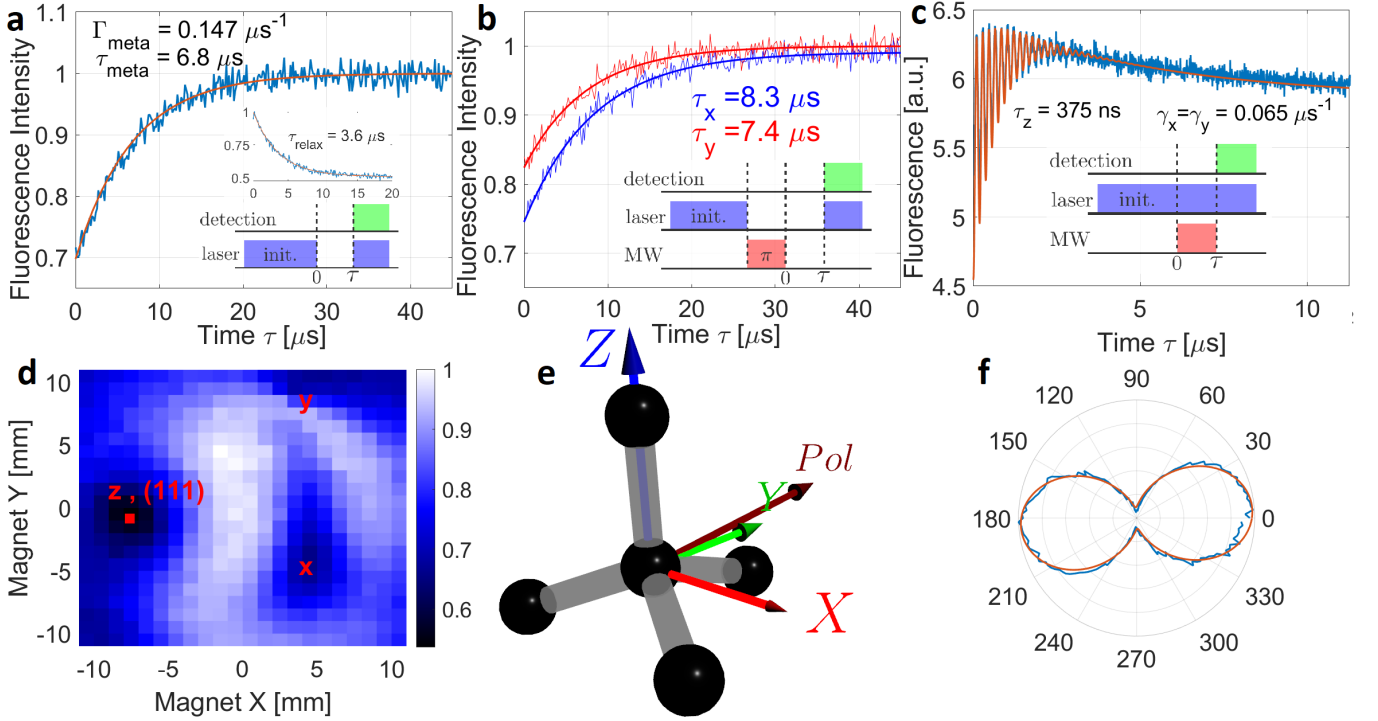 a
Γmeta = 0.147 μs-1
τmeta = 6.8 μs
Fluorescence Intensity
1.1
1
0.9
0.8
0.7
1
0.75
0.5
τrelax = 3.6 μs
0 5 10 15 20
detection
laser
init.
0 τ
0 10 20 30 40
Time τ [μs]
b
Fluorescence Intensity
1
0.9
0.8
0.7
τx =8.3 μs
τy =7.4 μs
detection
laser
init.
MW
π
0 τ
0 10 20 30 40
Time τ [μs]
c
Fluorescence [a.u.]
6.5
6
5.5
5
4.5
τz = 375 ns
γx=γy = 0.065 μs-1
detection
laser
init.
MW
0 τ
0 5 10
Time τ [μs]
d
Magnet Y [mm]
10
5
0
-5
-10
y
z , (111)
x
-10 -5 0 5 10
Magnet X [mm]
1
0.9
0.8
0.7
0.6
e
Z
Pol
Y
X
f
90
120 60
150 30
180 0
210 330
240 300
270